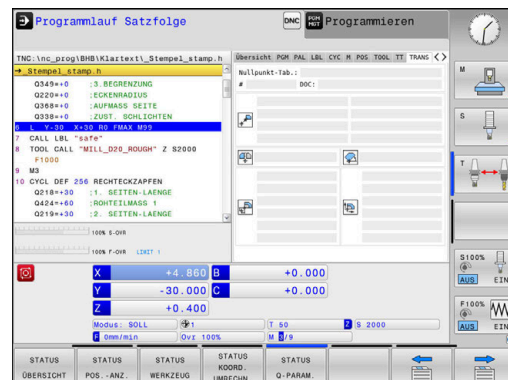 Programmlauf Satzfolge
DNC
PGM MGT
Programmieren
TNC:\nc_prog\BHB\Klartext\_Stempel_stamp.h
→_Stempel_stamp.h
Q349=+0 ;3.BEGRENZUNG
Q220=+0 ;ECKENRADIUS
Q368=+0 ;AUFMASS SEITE
Q338=+0 ;ZUST. SCHLICHTEN
6 L Y-30 X+30 R0 FMAX M99
7 CALL LBL "safe"
8 TOOL CALL "MILL_D20_ROUGH" Z S2000
F1000
9 M3
10 CYCL DEF 256 RECHTECKZAPFEN
Q218=+30 ;1. SEITEN-LAENGE
Q424=+60 ;ROHTEILMASS 1
Q219=+30 ;2. SEITEN-LAENGE
100% S-OVR
100% F-OVR LIMIT 1
Übersicht PGM PAL LBL CYC M POS TOOL TT TRANS
Nullpunkt-Tab.:
# DOC:
X +4.860 B +0.000
Y -30.000 C +0.000
Z +0.400
Modus: SOLL 1 T 50 Z S 2000
F 0mm/min Ovr 100% M 5/9
M
S
T
S100%
AUS EIN
F100%
AUS EIN
STATUS ÜBERSICHT
STATUS POS.-ANZ.
STATUS WERKZEUG
STATUS KOORD. UMRECHN.
STATUS Q-PARAM.